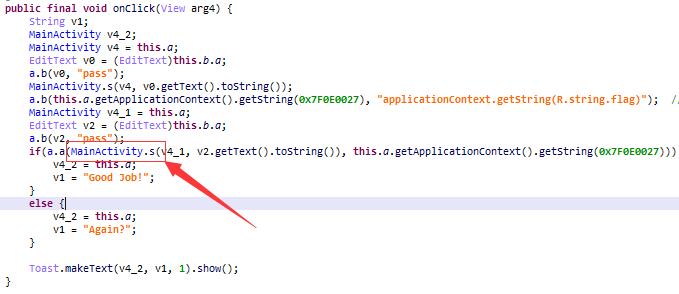 public final void onClick(View arg4) {
String v1;
MainActivity v4_2;
MainActivity v4 = this.a;
EditText v0 = (EditText)this.b.a;
a.b(v0, "pass");
MainActivity.s(v4, v0.getText().toString());
a.b(this.a.getApplicationContext().getString(0x7F0E0027), "applicationContext.getString(R.string.flag)"); /
MainActivity v4_1 = this.a;
EditText v2 = (EditText)this.b.a;
a.b(v2, "pass");
if(a.a(MainActivity.s(v4_1, v2.getText().toString()), this.a.getApplicationContext().getString(0x7F0E0027))) 
v4_2 = this.a;
v1 = "Good Job!";
}
else {
v4_2 = this.a;
v1 = "Again?";
}
Toast.makeText(v4_2, v1, 1).show();
}